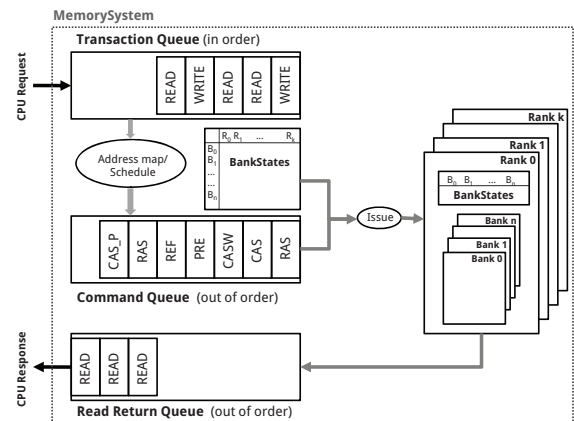 MemorySystem
Transaction Queue (in order)
CPU Request
READ
WRITE
READ
READ
WRITE
Address map/
Schedule
R0 R1 ... Rk
B0
B1
...
...
Bn
BankStates
CAS_P
RAS
REF
PRE
CASW
CAS
RAS
Command Queue (out of order)
Issue
Rank k
Rank 1
Rank 0
B0 B1 ... Bn
BankStates
Bank n
Bank 1
Bank 0
CPU Response
READ
READ
READ
Read Return Queue (out of order)